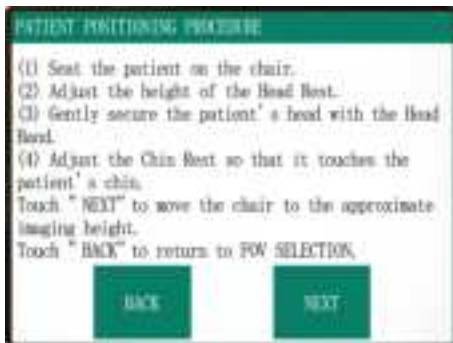 PATIENT POSITIONING PROCEDURE
(1) Seat the patient on the chair.
(2) Adjust the height of the Head Rest.
(3) Gently secure the patient's head with the Head
Band.
(4) Adjust the Chin Rest so that it touches the
patient's chin.
Touch "NEXT" to move the chair to the approximate
imaging height.
Touch "BACK" to return to FOV SELECTION.
BACK
NEXT